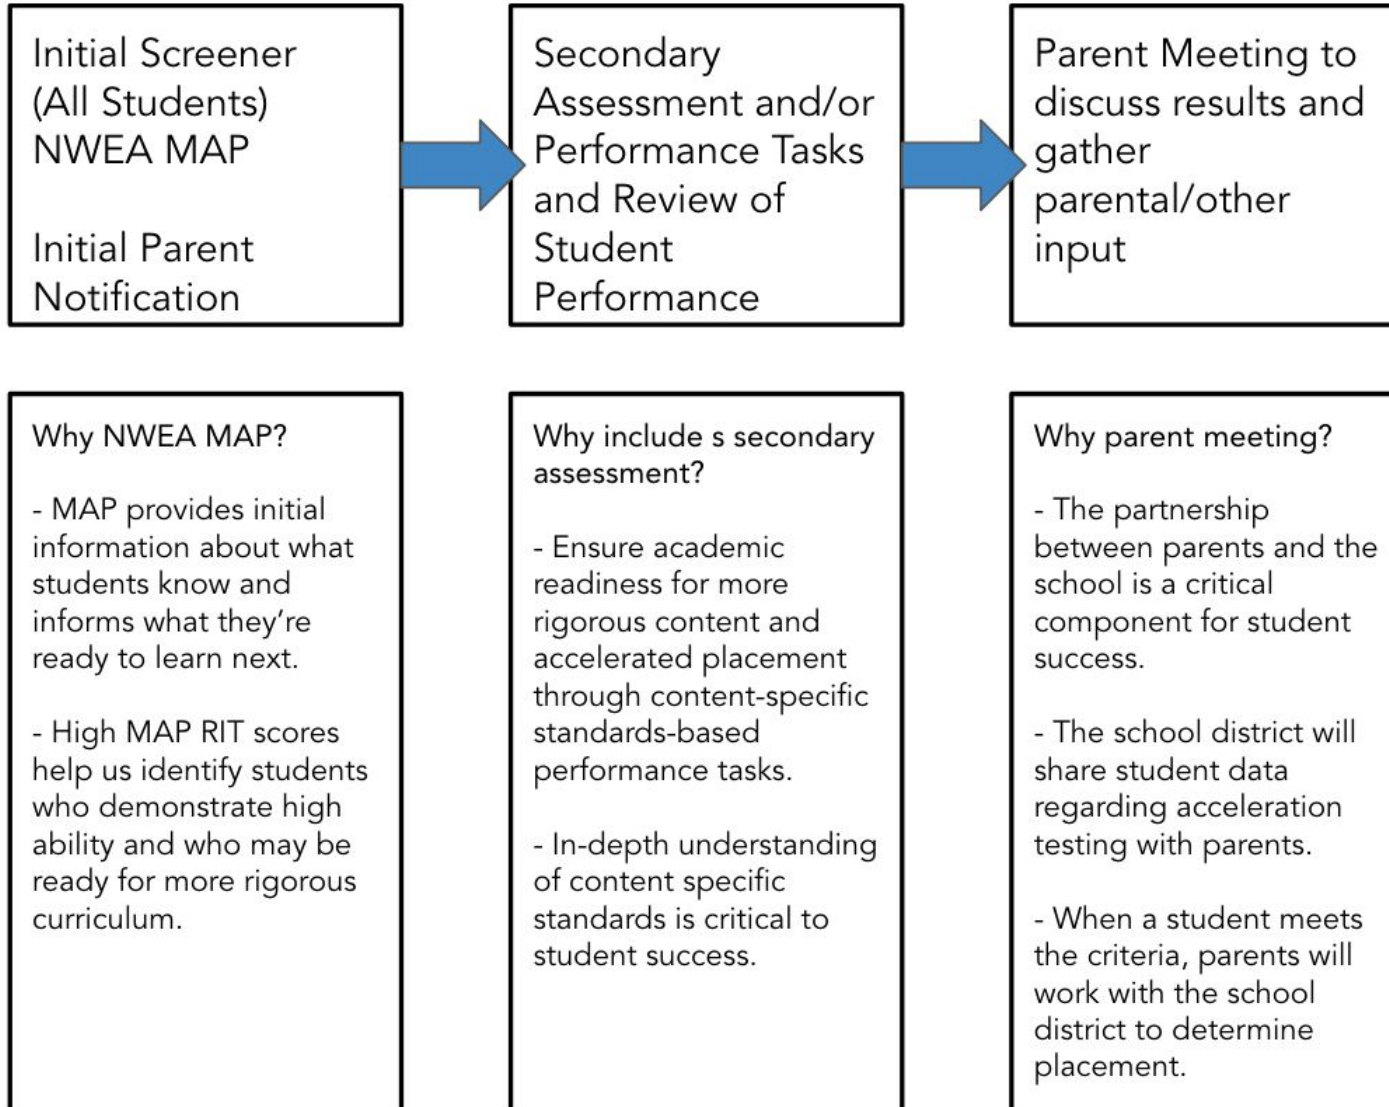 Initial Screener
(All Students)
NWEA MAP
Initial Parent
Notification
Secondary
Assessment and/or
Performance Tasks
and Review of
Student
Performance
Parent Meeting to
discuss results and
gather
parental/other
input
Why NWEA MAP?
- MAP provides initial
information about what
students know and
informs what they’re
ready to learn next.
- High MAP RIT scores
help us identify students
who demonstrate high
ability and who may be
ready for more rigorous
curriculum.
Why include s secondary
assessment?
- Ensure academic
readiness for more
rigorous content and
accelerated placement
through content-specific
standards-based
performance tasks.
- In-depth understanding
of content specific
standards is critical to
student success.
Why parent meeting?
- The partnership
between parents and the
school is a critical
component for student
success.
- The school district will
share student data
regarding acceleration
testing with parents.
- When a student meets
the criteria, parents will
work with the school
district to determine
placement.